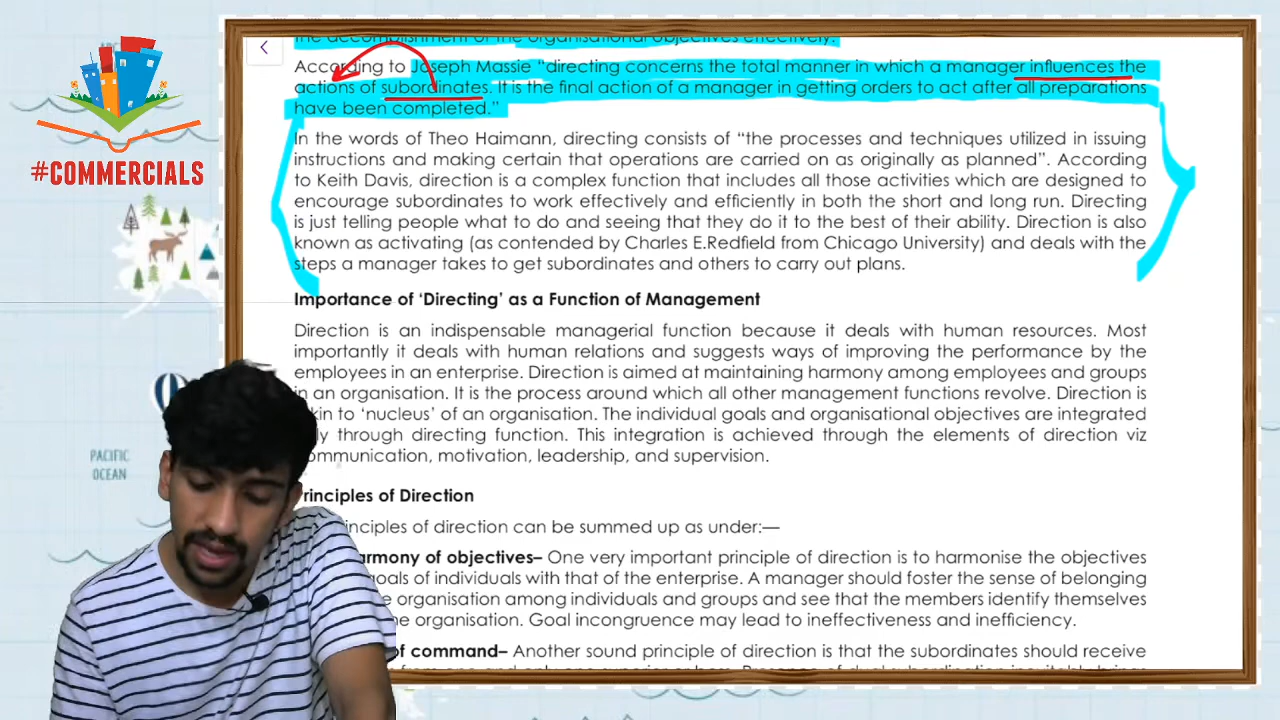 the accomplishment of the organisational objectives effectively.
According to Joseph Massie “directing concerns the total manner in which a manager influences the
actions of subordinates. It is the final action of a manager in getting orders to act after all preparations
have been completed.”
In the words of Theo Haimann, directing consists of “the processes and techniques utilized in issuing
instructions and making certain that operations are carried on as originally as planned”. According
to Keith Davis, direction is a complex function that includes all those activities which are designed to
encourage subordinates to work effectively and efficiently in both the short and long run. Directing
is just telling people what to do and seeing that they do it to the best of their ability. Direction is also
known as activating (as contended by Charles E.Redfield from Chicago University) and deals with the
steps a manager takes to get subordinates and others to carry out plans.
Importance of ‘Directing’ as a Function of Management
Direction is an indispensable managerial function because it deals with human resources. Most
importantly it deals with human relations and suggests ways of improving the performance by the
employees in an enterprise. Direction is aimed at maintaining harmony among employees and groups
in an organisation. It is the process around which all other management functions revolve. Direction is
kin to ‘nucleus’ of an organisation. The individual goals and organisational objectives are integrated
ly through directing function. This integration is achieved through the elements of direction viz
ommunication, motivation, leadership, and supervision.
rinciples of Direction
inciples of direction can be summed up as under:—
armony of objectives– One very important principle of direction is to harmonise the objectives
oals of individuals with that of the enterprise. A manager should foster the sense of belonging
e organisation among individuals and groups and see that the members identify themselves
he organisation. Goal incongruence may lead to ineffectiveness and inefficiency.
of command– Another sound principle of direction is that the subordinates should receive
#COMMERCIALS
PACIFIC
OCEAN